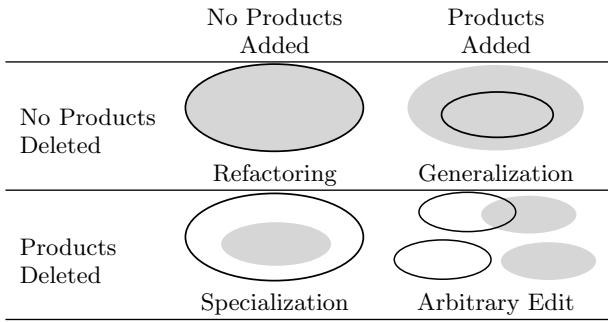 No Products Products
Added Added
No Products
Deleted
Refactoring Generalization
Products
Deleted
Specialization Arbitrary Edit